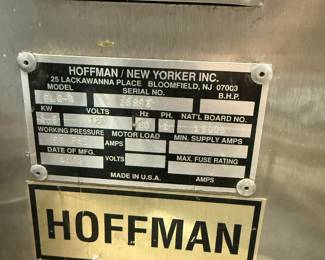 HOFFMAN / NEW YORKER INC.
25 LACKAWANNA PLACE BLOOMFIELD, NJ 07003
MODEL SERIAL NO. B.H.P.
KW VOLTS Hz PH. NAT'L BOARD NO.
WORKING PRESSURE MOTOR LOAD MIN. SUPPLY AMPS
AMPS
DATE OF MFG. VOLTS MAX. FUSE RATING
MADE IN U.S.A. AMPS
HOFFMAN